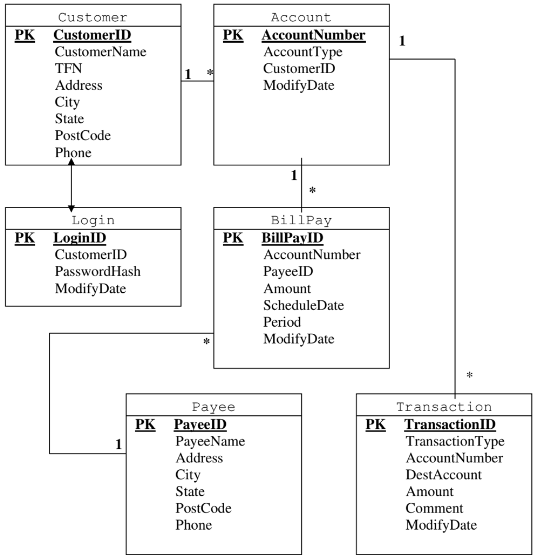 Customer
PK CustomerID
CustomerName
TFN
Address
City
State
PostCode
Phone
1 *
Account
PK AccountNumber
AccountType
CustomerID
ModifyDate
1
1
*
Login
PK LoginID
CustomerID
PasswordHash
ModifyDate
BillPay
PK BillPayID
AccountNumber
PayeeID
Amount
ScheduleDate
Period
ModifyDate
*
*
1
Payee
PK PayeeID
PayeeName
Address
City
State
PostCode
Phone
Transaction
PK TransactionID
TransactionType
AccountNumber
DestAccount
Amount
Comment
ModifyDate